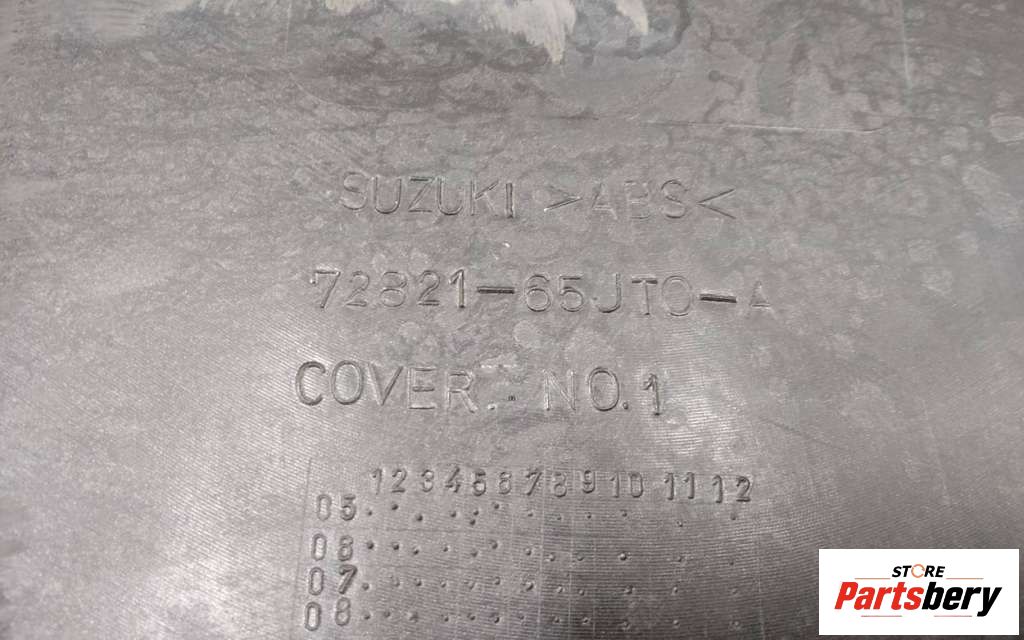 SUZUKI >ABS<
72821-65JT0-A
COVER. NO.1
1 2 3 4 5 6 7 8 9 10 11 12
05
06
07
08
STORE
Partsbery